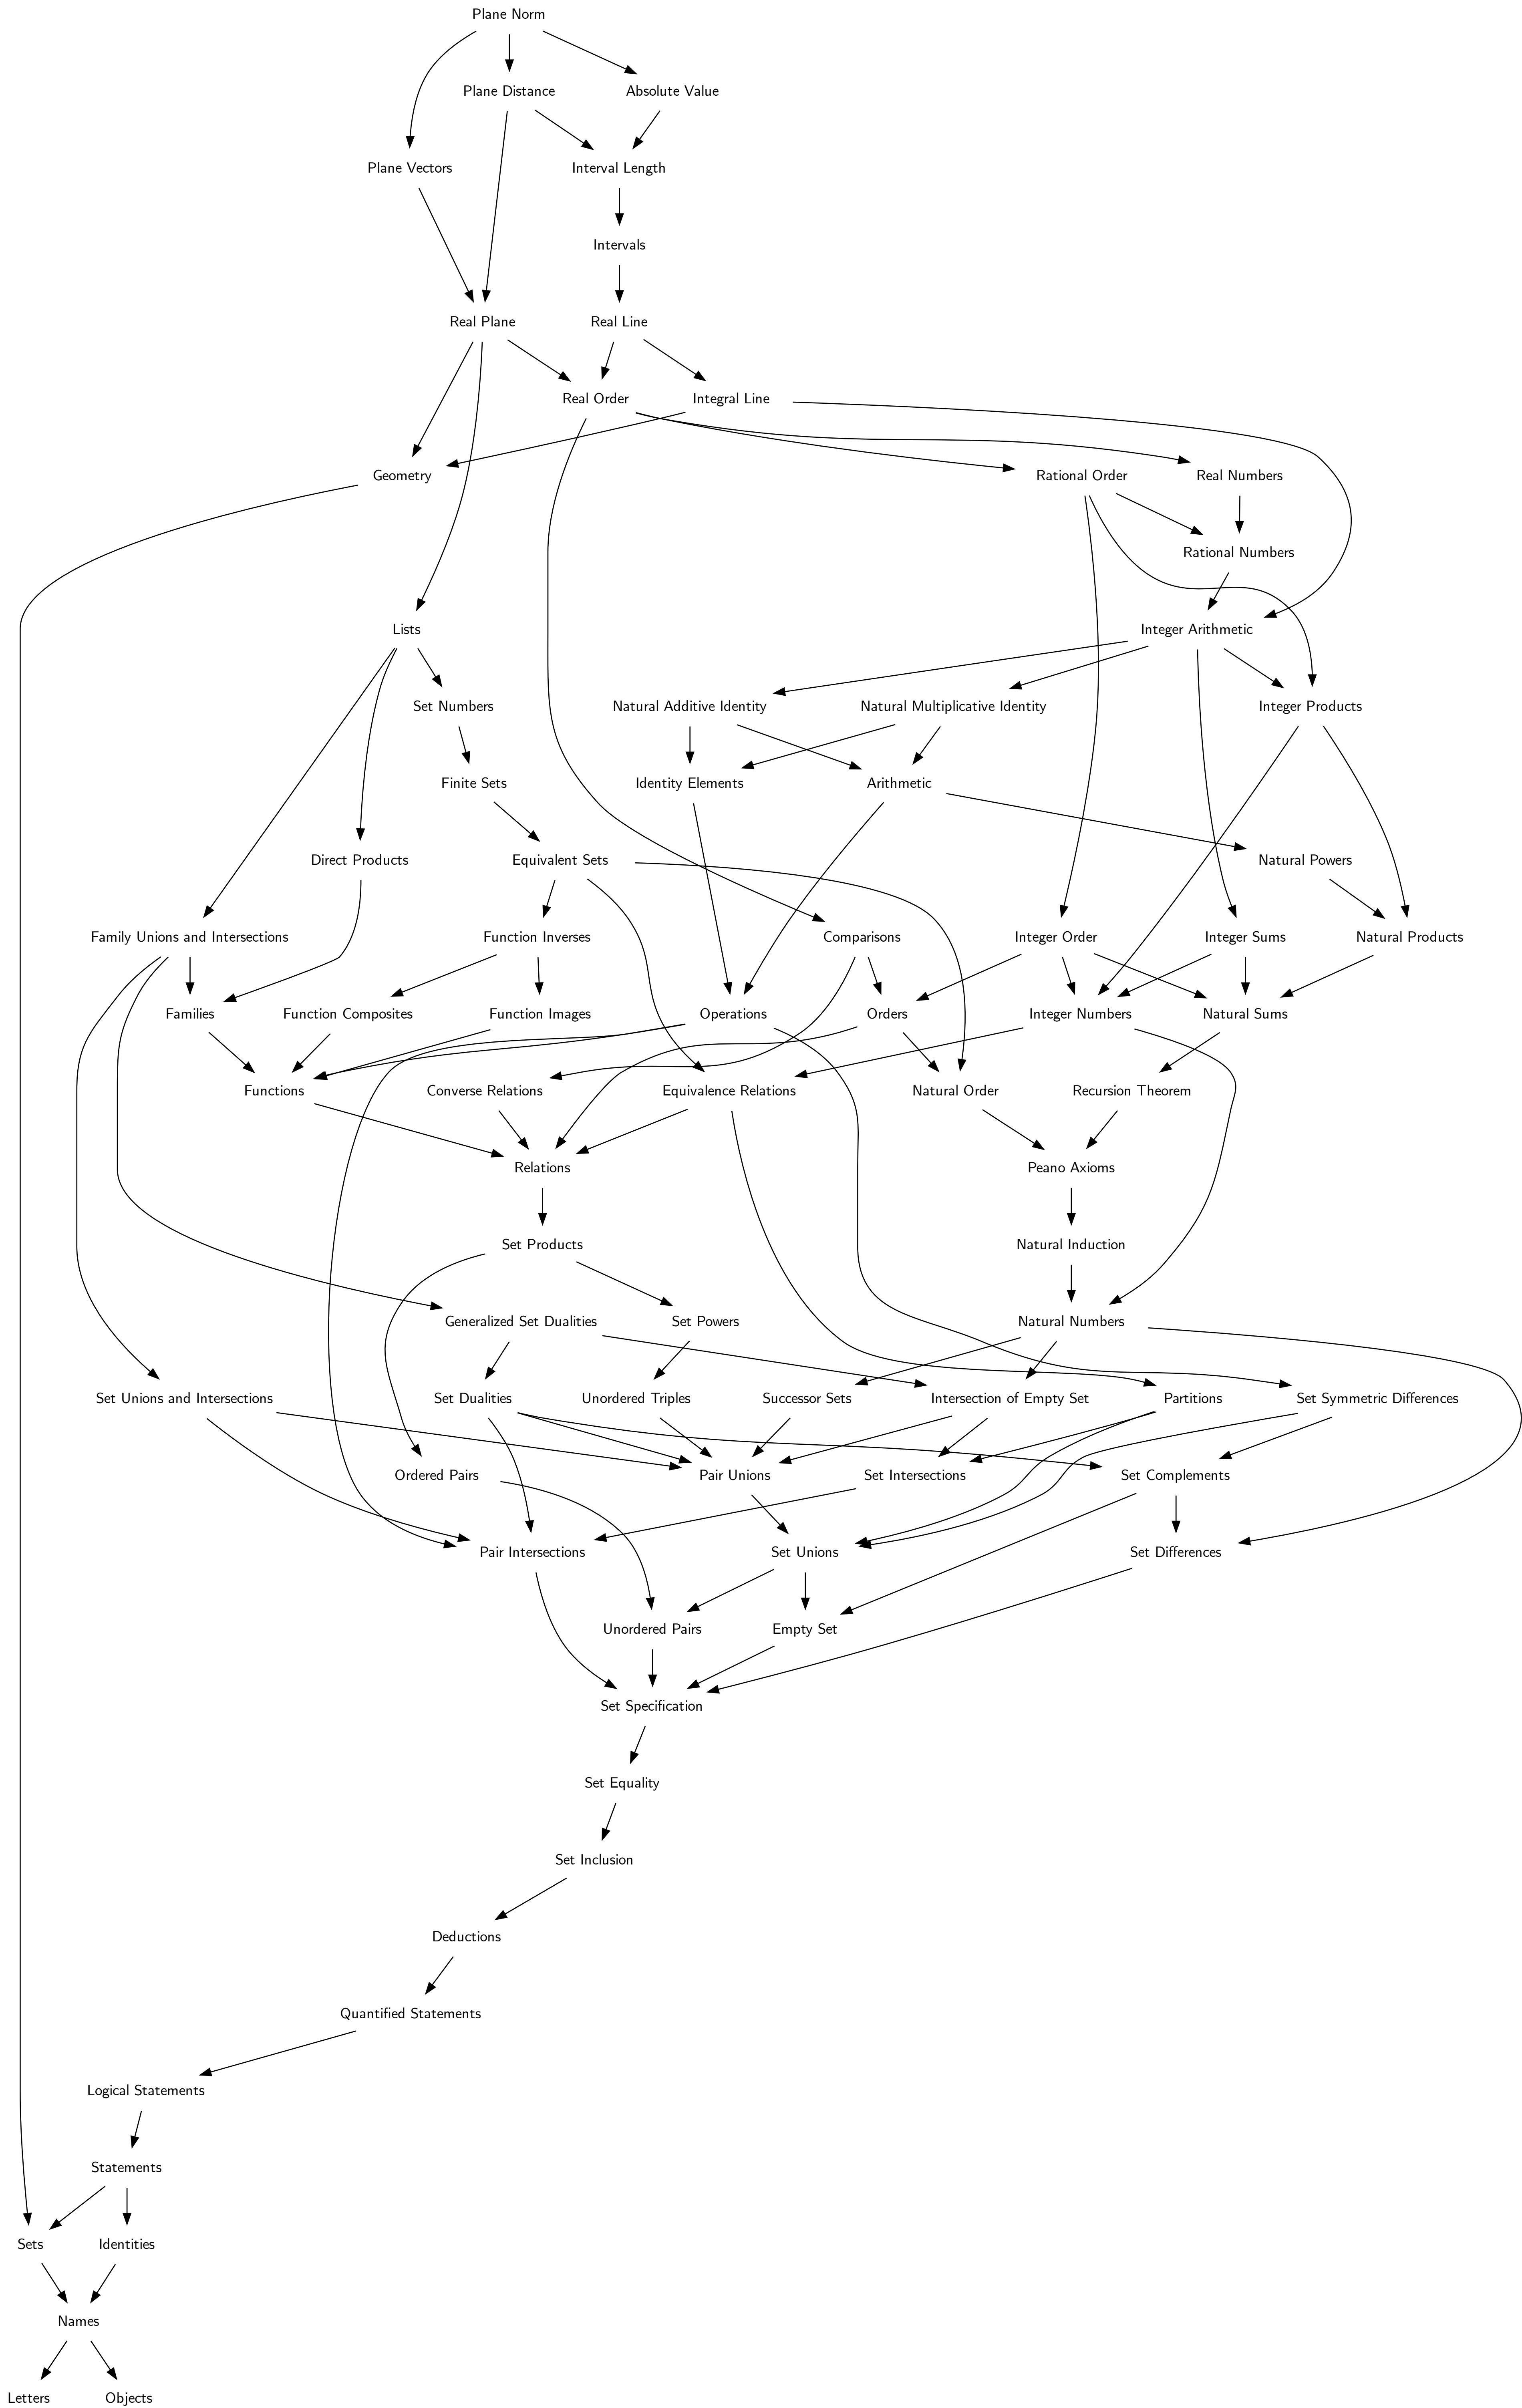 Plane Norm
Plane Distance
Absolute Value
Plane Vectors
Interval Length
Intervals
Real Plane
Real Line
Real Order
Integral Line
Geometry
Rational Order
Real Numbers
Rational Numbers
Lists
Integer Arithmetic
Set Numbers
Natural Additive Identity
Natural Multiplicative Identity
Integer Products
Finite Sets
Identity Elements
Arithmetic
Direct Products
Equivalent Sets
Natural Powers
Family Unions and Intersections
Function Inverses
Comparisons
Integer Order
Integer Sums
Natural Products
Families
Function Composites
Function Images
Operations
Orders
Integer Numbers
Natural Sums
Functions
Converse Relations
Equivalence Relations
Natural Order
Recursion Theorem
Relations
Peano Axioms
Set Products
Natural Induction
Generalized Set Dualities
Set Powers
Natural Numbers
Set Unions and Intersections
Set Dualities
Unordered Triples
Successor Sets
Intersection of Empty Set
Partitions
Set Symmetric Differences
Ordered Pairs
Pair Unions
Set Intersections
Set Complements
Pair Intersections
Set Unions
Set Differences
Unordered Pairs
Empty Set
Set Specification
Set Equality
Set Inclusion
Deductions
Quantified Statements
Logical Statements
Statements
Sets
Identities
Names
Letters
Objects